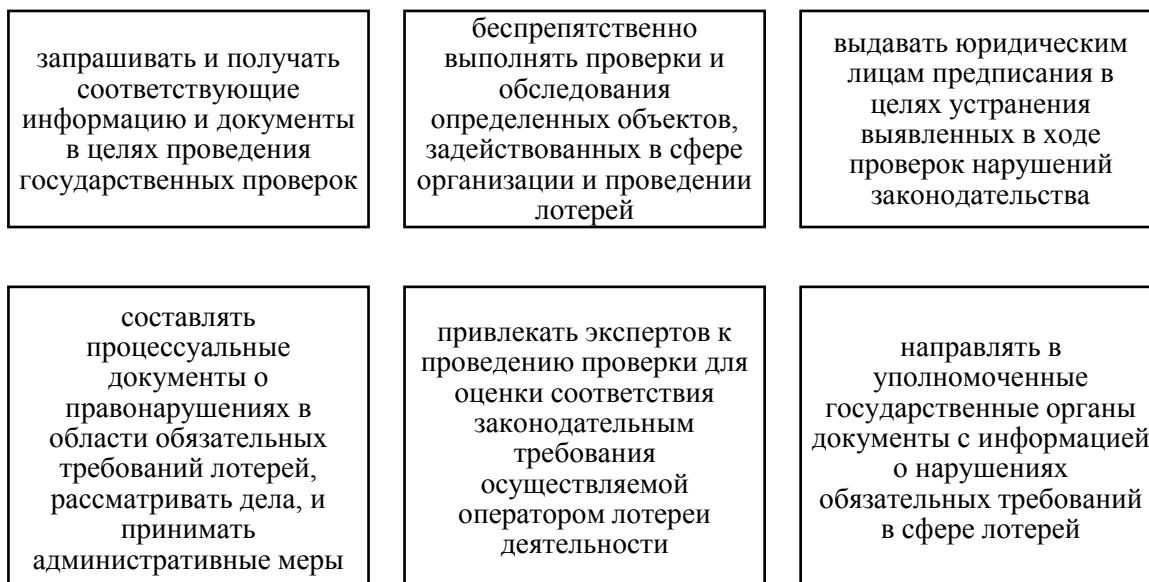 запрашивать и получать
соответствующие
информацию и документы
в целях проведения
государственных проверок
беспрепятственно
выполнять проверки и
обследования
определенных объектов,
задействованных в сфере
организации и проведении
лотерей
выдавать юридическим
лицам предписания в
целях устранения
выявленных в ходе
проверок нарушений
законодательства
составлять
процессуальные
документы о
правонарушениях в
области обязательных
требований лотерей,
рассматривать дела, и
принимать
административные меры
привлекать экспертов к
проведению проверки для
оценки соответствия
законодательным
требования
осуществляемой
оператором лотереи
деятельности
направлять в
уполномоченные
государственные органы
документы с информацией
о нарушениях
обязательных требований
в сфере лотерей